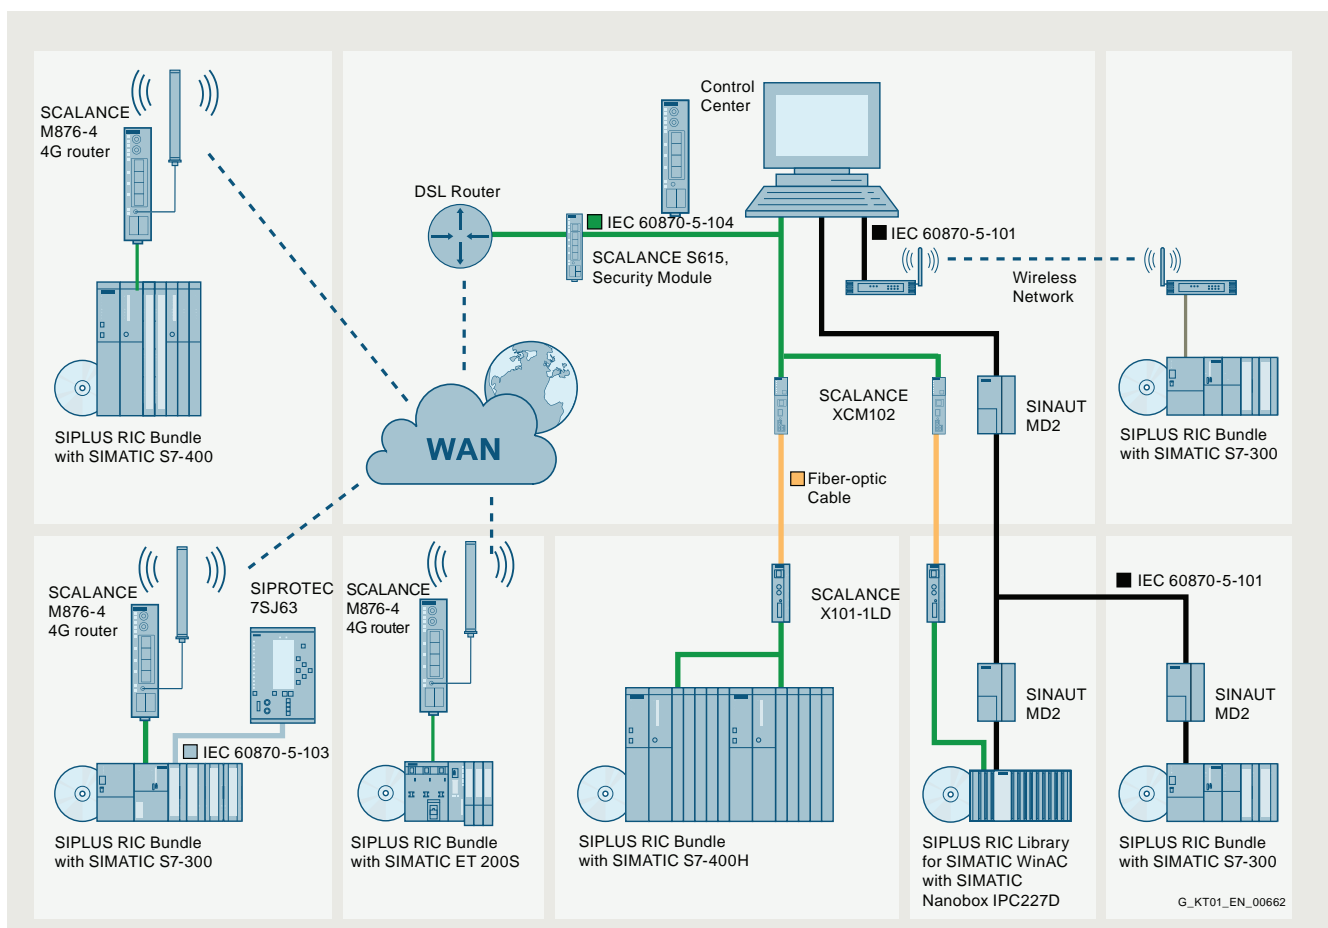 SCALANCE
M876-4
4G router
SIPLUS RIC Bundle
with SIMATIC S7-400
Control
Center
DSL Router
IEC 60870-5-104
SCALANCE S615,
Security Module
IEC 60870-5-101
Wireless
Network
WAN
SCALANCE
XCM102
SINAUT
MD2
Fiber-optic
Cable
SIPLUS RIC Bundle
with SIMATIC S7-300
SCALANCE
M876-4
4G router
SIPROTEC
7SJ63
IEC 60870-5-103
SIPLUS RIC Bundle
with SIMATIC S7-300
SCALANCE
M876-4
4G router
SIPLUS RIC Bundle
with SIMATIC ET 200S
SCALANCE
X101-1LD
SIPLUS RIC Bundle
with SIMATIC S7-400H
SINAUT
MD2
SIPLUS RIC Library
for SIMATIC WinAC
with SIMATIC
Nanobox IPC227D
IEC 60870-5-101
SINAUT
MD2
SIPLUS RIC Bundle
with SIMATIC S7-300
G_KT01_EN_00662